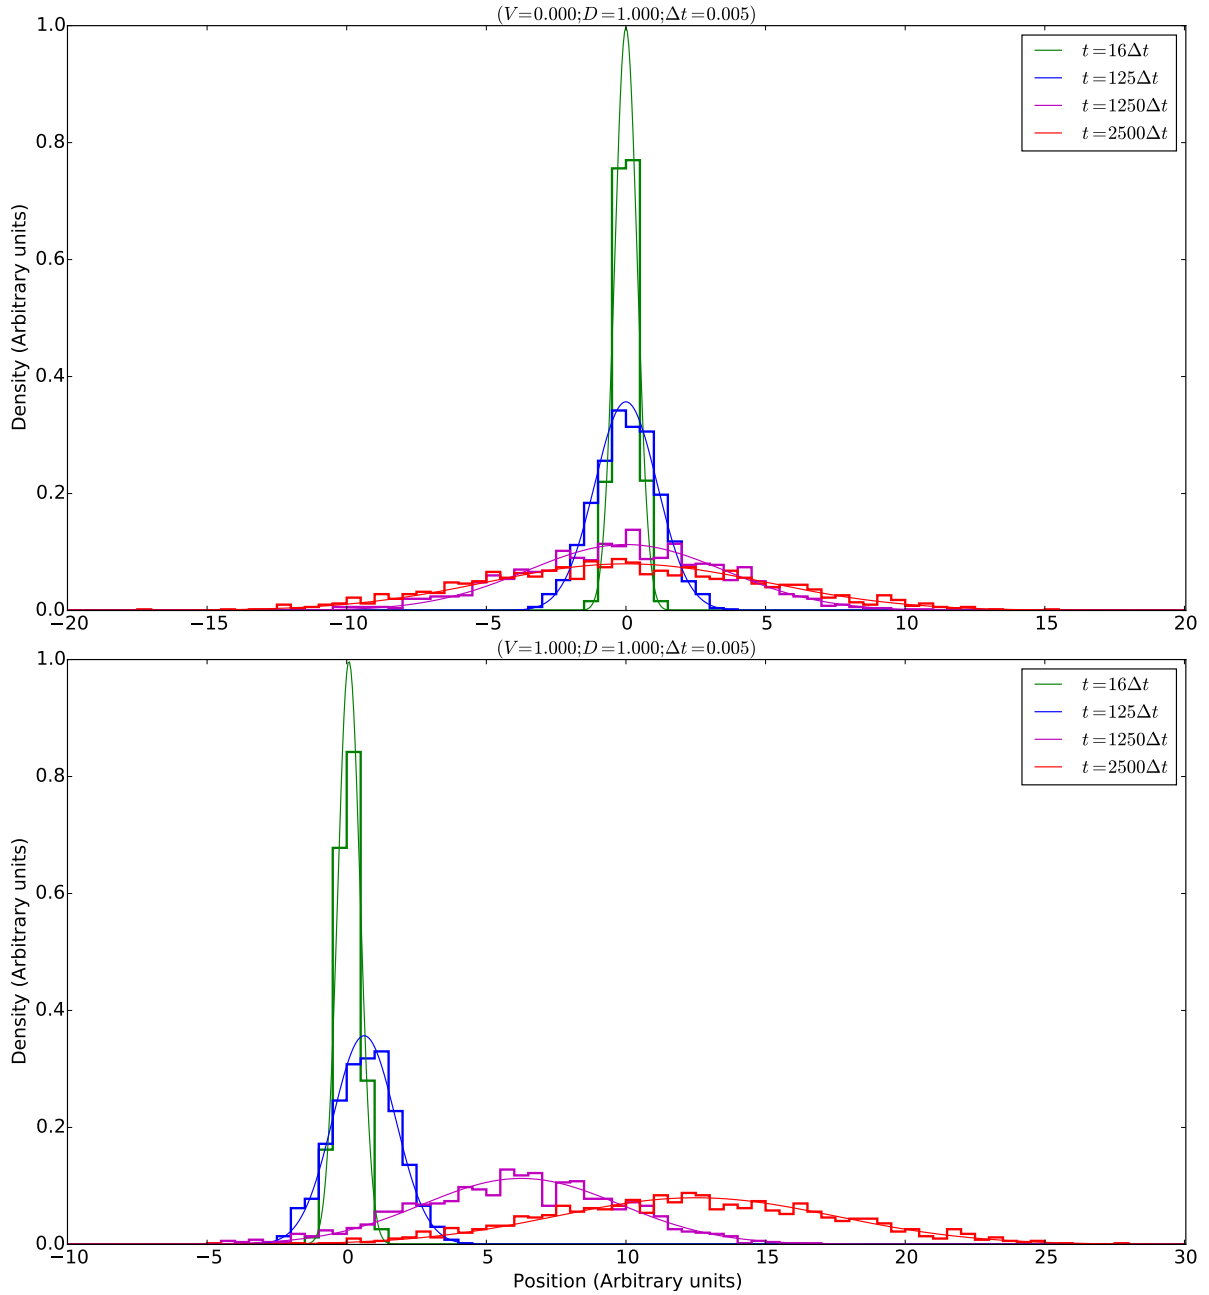 (V=0.000;D=1.000;Δt=0.005)
1.0
0.8
0.6
0.4
0.2
0.0
Density (Arbitrary units)
t=16Δt
t=125Δt
t=1250Δt
t=2500Δt
−20 −15 −10 −5 0 5 10 15 20
(V=1.000;D=1.000;Δt=0.005)
1.0
0.8
0.6
0.4
0.2
0.0
Density (Arbitrary units)
t=16Δt
t=125Δt
t=1250Δt
t=2500Δt
−10 −5 0 5 10 15 20 25 30
Position (Arbitrary units)